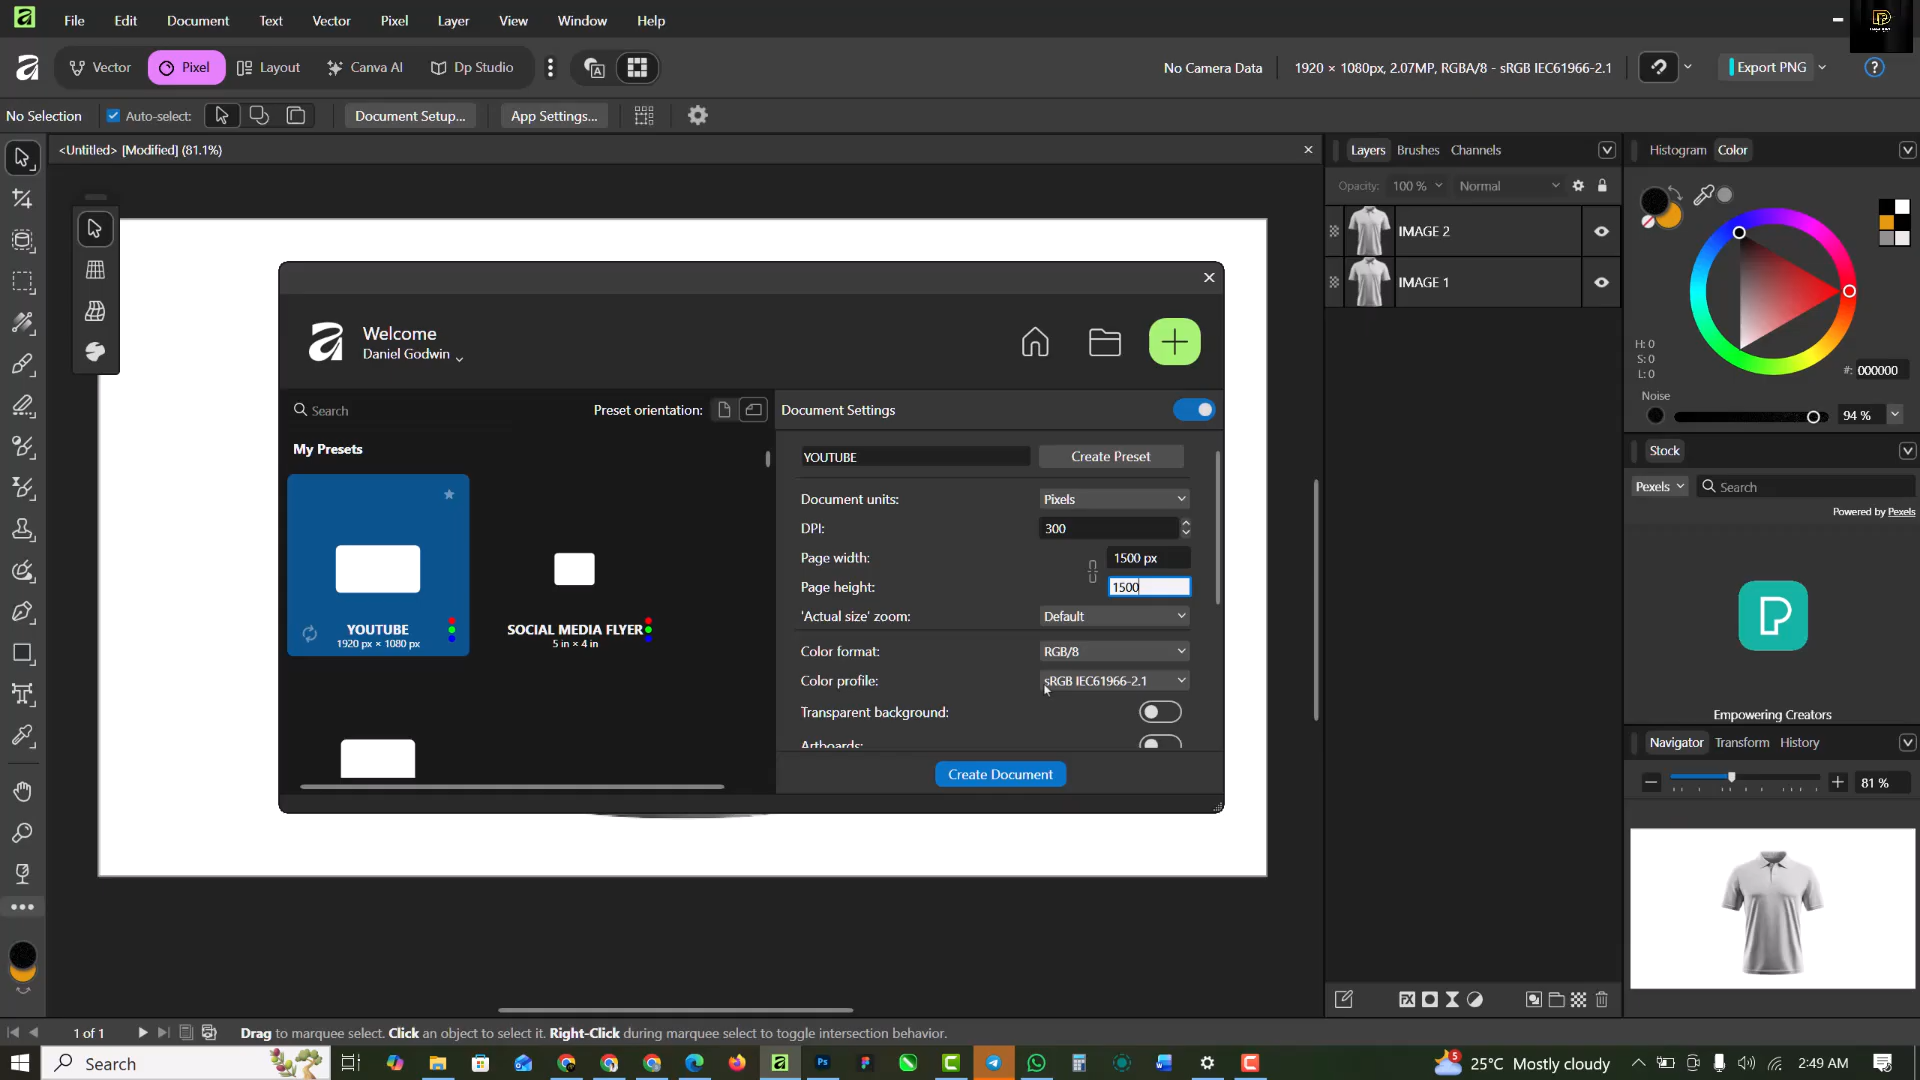 File Edit Document Text Vector Pixel Layer View Window Help
Vector Pixel Layout Canva AI Dp Studio No Camera Data 1920 × 1080px, 2.07MP, RGBA/8 - sRGB IEC61966-2.1 Export PNG
No Selection Auto-select: Document Setup... App Settings...
<Untitled> [Modified] (81.1%)
Layers Brushes Channels
Opacity: 100 % Normal
IMAGE 2
IMAGE 1
Histogram Color
H: 0
S: 0
L: 0
#: 000000
Noise
94 %
Stock
Pexels Search
Powered by Pexels
Empowering Creators
Navigator Transform History
81 %
Welcome
Daniel Godwin
Search Preset orientation:
My Presets
YOUTUBE
1920 px × 1080 px
SOCIAL MEDIA FLYER
5 in × 4 in
Document Settings
YOUTUBE Create Preset
Document units: Pixels
DPI: 300
Page width: 1500 px
Page height: 1500
'Actual size' zoom: Default
Color format: RGB/8
Color profile: sRGB IEC61966-2.1
Transparent background:
Artboards:
Create Document
1 of 1 Drag to marquee select. Click an object to select it. Right-Click during marquee select to toggle intersection behavior.
Search 5 25°C Mostly cloudy 2:49 AM